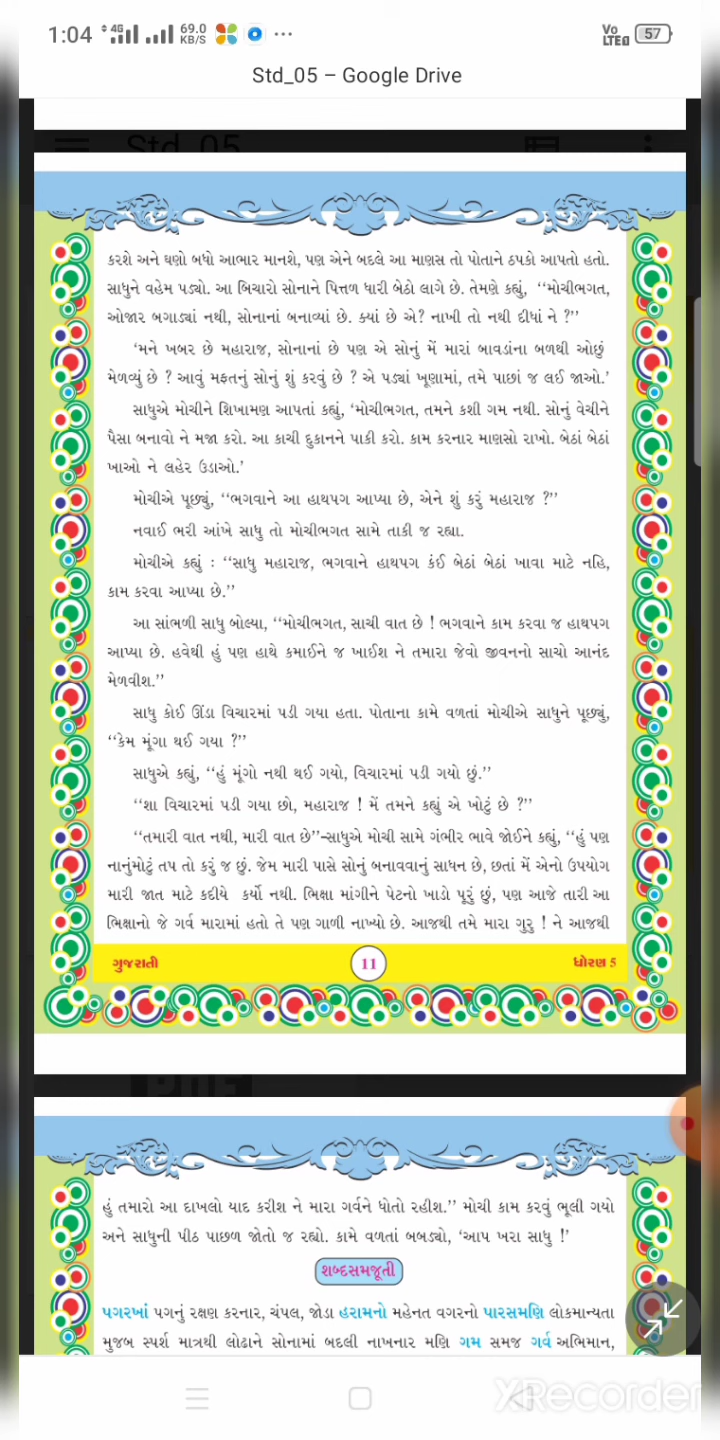 1:04 4G 69.0 KB/S ... Vo LTE 57
Std_05 – Google Drive
Std_05
કરશે અને ઘણો બધો આભાર માનશે, પણ એને બદલે આ માણસ તો પોતાને ઠપકો આપતો હતો.
સાધુને વહેમ પડ્યો. આ બિચારો સોનાને પિત્તળ ધારી બેઠો લાગે છે. તેમણે કહ્યું, ‘‘મોચીભગત,
ઓજાર બગાડ્યાં નથી, સોનાનાં બનાવ્યાં છે. ક્યાં છે એ? નાખી તો નથી દીધાં ને ?’’
‘મને ખબર છે મહારાજ, સોનાનાં છે પણ એ સોનું મેં મારાં બાવડાંના બળથી ઓછું
મેળવ્યું છે ? આવું મફતનું સોનું શું કરવું છે ? એ પડ્યાં ખૂણામાં, તમે પાછાં જ લઈ જાઓ.’
સાધુએ મોચીને શિખામણ આપતાં કહ્યું, ‘મોચીભગત, તમને કશી ગમ નથી. સોનું વેચીને
પૈસા બનાવો ને મજા કરો. આ કાચી દુકાનને પાકી કરો. કામ કરનાર માણસો રાખો. બેઠાં બેઠાં
ખાઓ ને લહેર ઉડાઓ.’
મોચીએ પૂછ્યું, ‘‘ભગવાને આ હાથપગ આપ્યા છે, એને શું કરું મહારાજ ?’’
નવાઈ ભરી આંખે સાધુ તો મોચીભગત સામે તાકી જ રહ્યા.
મોચીએ કહ્યું : ‘‘સાધુ મહારાજ, ભગવાને હાથપગ કંઈ બેઠાં બેઠાં ખાવા માટે નહિ,
કામ કરવા આપ્યા છે.’’
આ સાંભળી સાધુ બોલ્યા, ‘‘મોચીભગત, સાચી વાત છે ! ભગવાને કામ કરવા જ હાથપગ
આપ્યા છે. હવેથી હું પણ હાથે કમાઈને જ ખાઈશ ને તમારા જેવો જીવનનો સાચો આનંદ
મેળવીશ.’’
સાધુ કોઈ ઊંડા વિચારમાં પડી ગયા હતા. પોતાના કામે વળતાં મોચીએ સાધુને પૂછ્યું,
‘‘કેમ મૂંગા થઈ ગયા ?’’
સાધુએ કહ્યું, ‘‘હું મૂંગો નથી થઈ ગયો, વિચારમાં પડી ગયો છું.’’
‘‘શા વિચારમાં પડી ગયા છો, મહારાજ ! મેં તમને કહ્યું એ ખોટું છે ?’’
‘‘તમારી વાત નથી, મારી વાત છે’’-સાધુએ મોચી સામે ગંભીર ભાવે જોઈને કહ્યું, ‘‘હું પણ
નાનુંમોટું તપ તો કરું જ છું. જેમ મારી પાસે સોનું બનાવવાનું સાધન છે, છતાં મેં એનો ઉપયોગ
મારી જાત માટે કદીયે કર્યો નથી. ભિક્ષા માંગીને પેટનો ખાડો પૂરું છું, પણ આજે તારી આ
ભિક્ષાનો જે ગર્વ મારામાં હતો તે પણ ગાળી નાખ્યો છે. આજથી તમે મારા ગુરુ ! ને આજથી
ગુજરાતી 11 ધોરણ 5
PDF
હું તમારો આ દાખલો યાદ કરીશ ને મારા ગર્વને ધોતો રહીશ.’’ મોચી કામ કરવું ભૂલી ગયો
અને સાધુની પીઠ પાછળ જોતો જ રહ્યો. કામે વળતાં બબડ્યો, ‘આપ ખરા સાધુ !’
શબ્દસમજૂતી
પગરખાં પગનું રક્ષણ કરનાર, ચંપલ, જોડા હરામનો મહેનત વગરનો પારસમણિ લોકમાન્યતા
મુજબ સ્પર્શ માત્રથી લોઢાને સોનામાં બદલી નાખનાર મણિ ગમ સમજ ગર્વ અભિમાન,
XRecorder